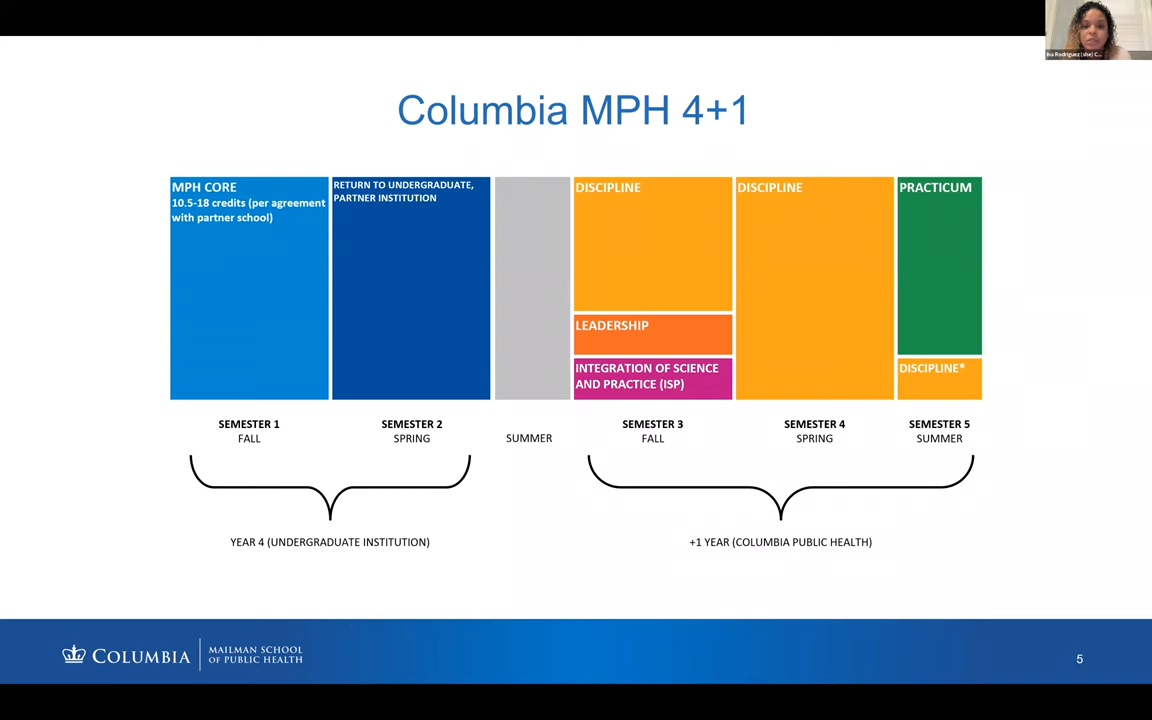 Ina Rodriguez (she) C...
Columbia MPH 4+1
MPH CORE
10.5-18 credits (per agreement
with partner school)
RETURN TO UNDERGRADUATE,
PARTNER INSTITUTION
DISCIPLINE
LEADERSHIP
INTEGRATION OF SCIENCE
AND PRACTICE (ISP)
DISCIPLINE
PRACTICUM
DISCIPLINE*
SEMESTER 1
FALL
SEMESTER 2
SPRING
SUMMER
SEMESTER 3
FALL
SEMESTER 4
SPRING
SEMESTER 5
SUMMER
YEAR 4 (UNDERGRADUATE INSTITUTION)
+1 YEAR (COLUMBIA PUBLIC HEALTH)
COLUMBIA
MAILMAN SCHOOL
OF PUBLIC HEALTH
5